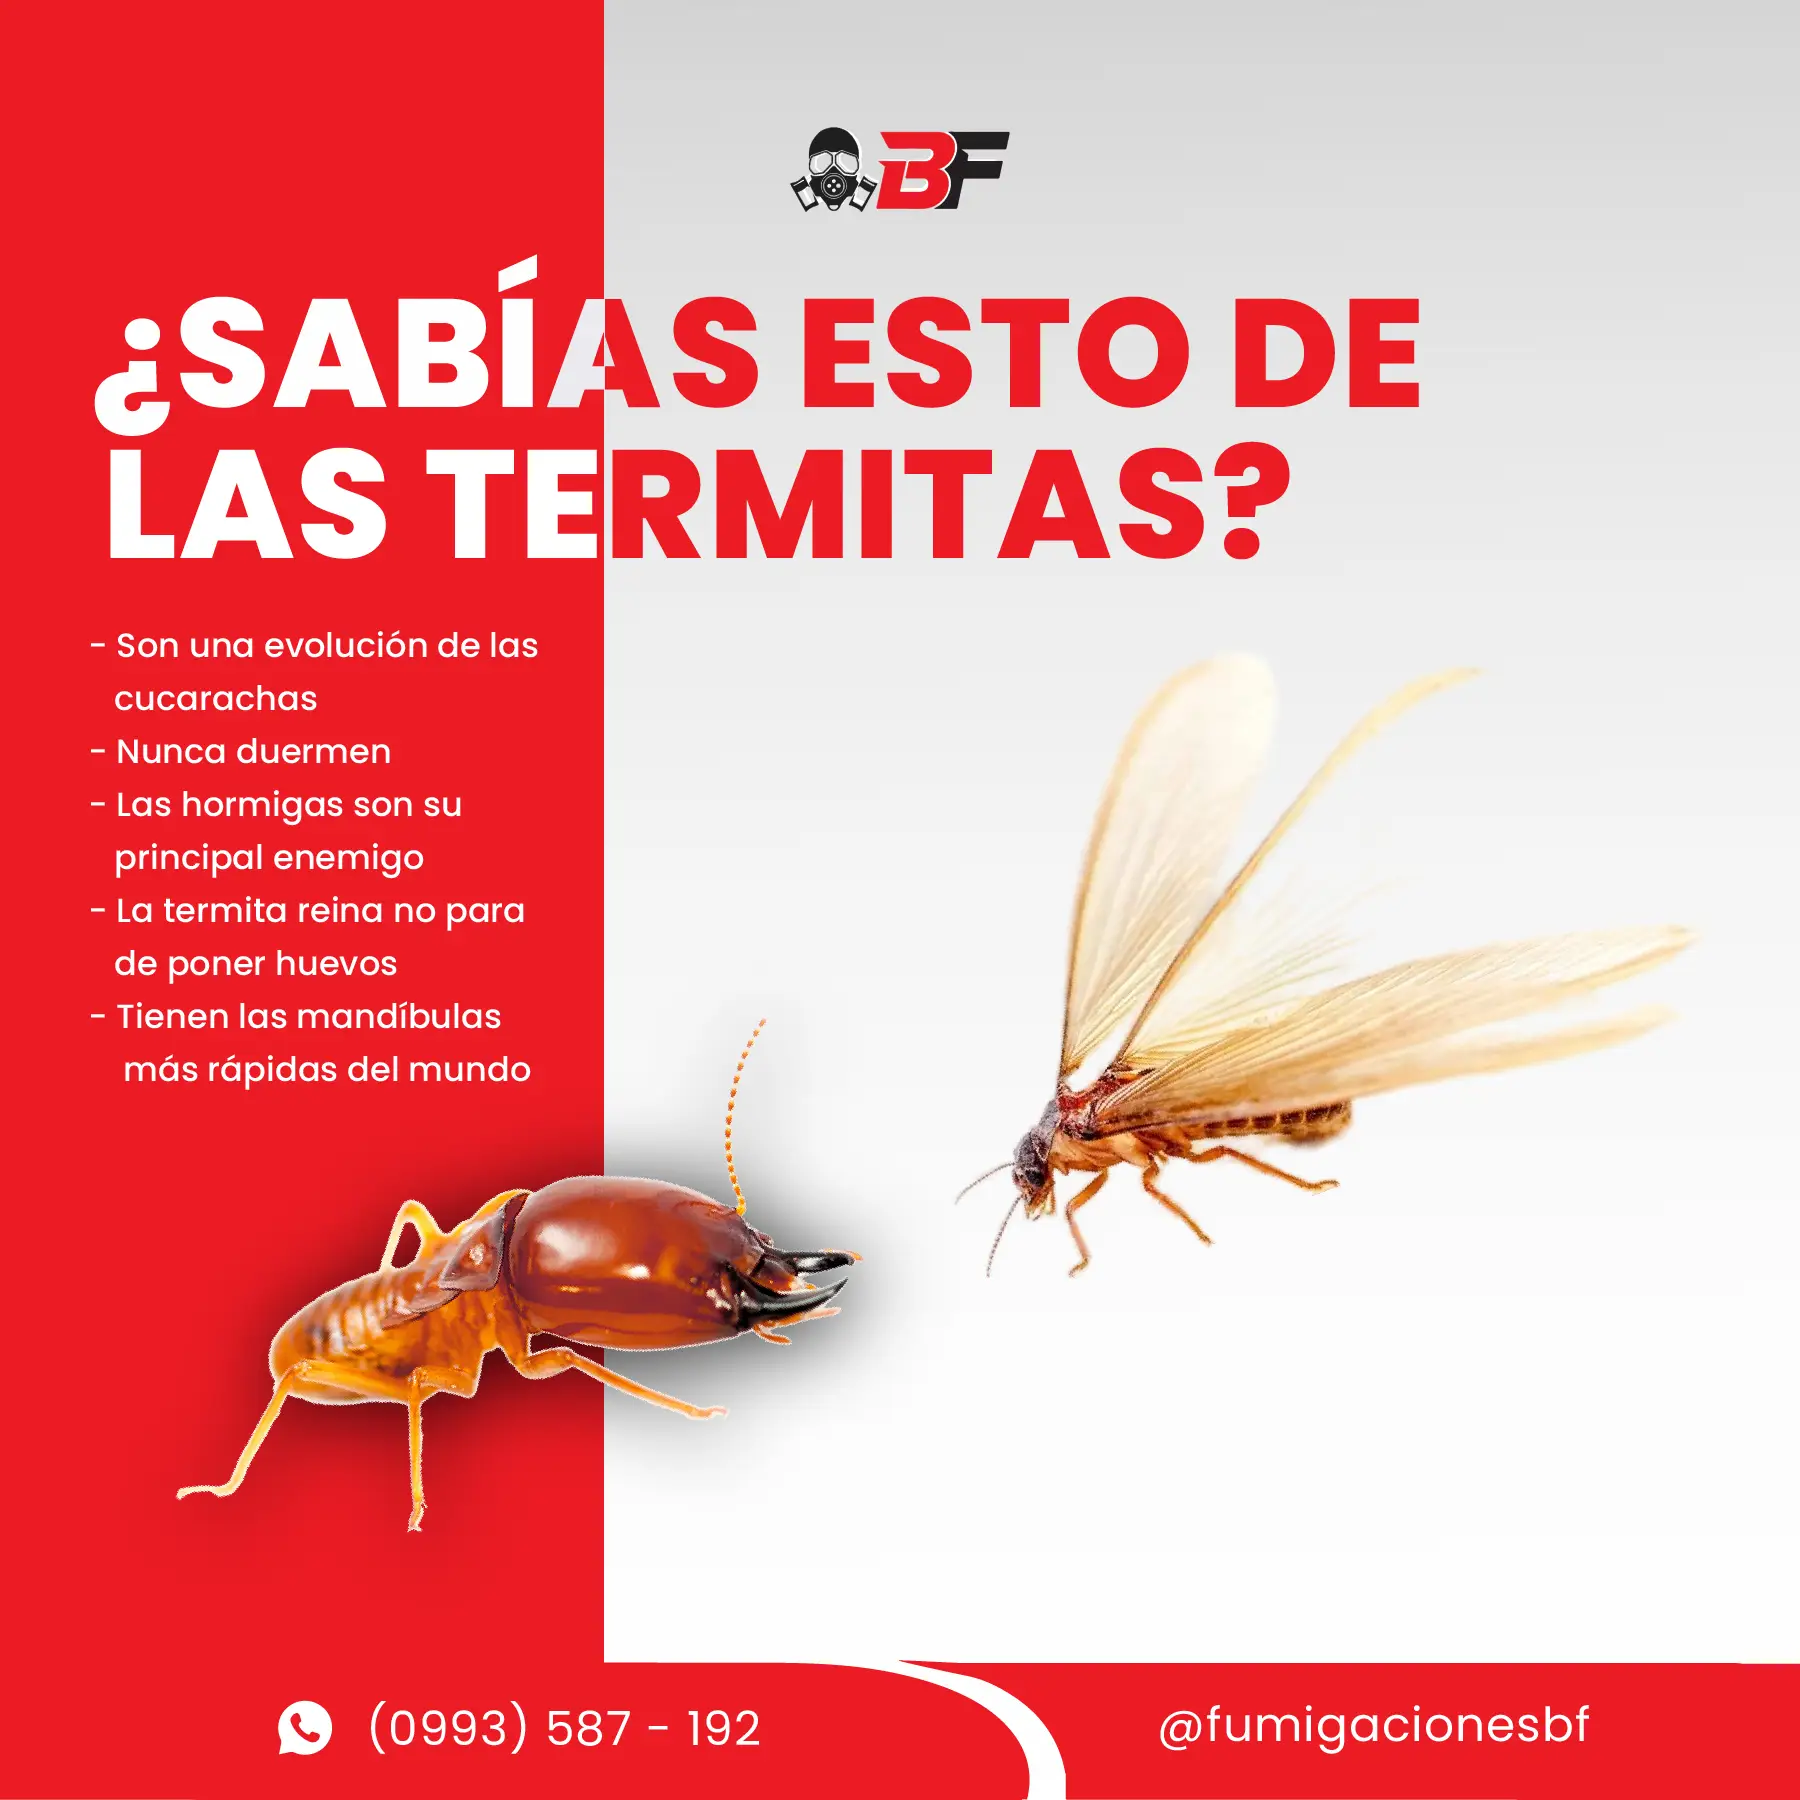 BF
¿SABÍAS ESTO DE
LAS TERMITAS?
- Son una evolución de las
cucarachas
- Nunca duermen
- Las hormigas son su
principal enemigo
- La termita reina no para
de poner huevos
- Tienen las mandíbulas
más rápidas del mundo
(0993) 587 - 192
@fumigacionesbf